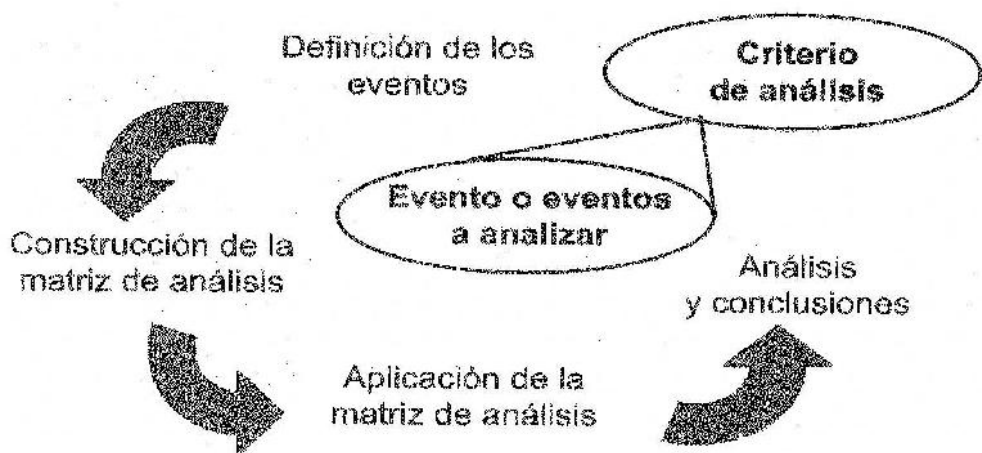 Definición de los
eventos
Criterio
de análisis
Evento o eventos
a analizar
Construcción de la
matriz de análisis
Análisis
y conclusiones
Aplicación de la
matriz de análisis